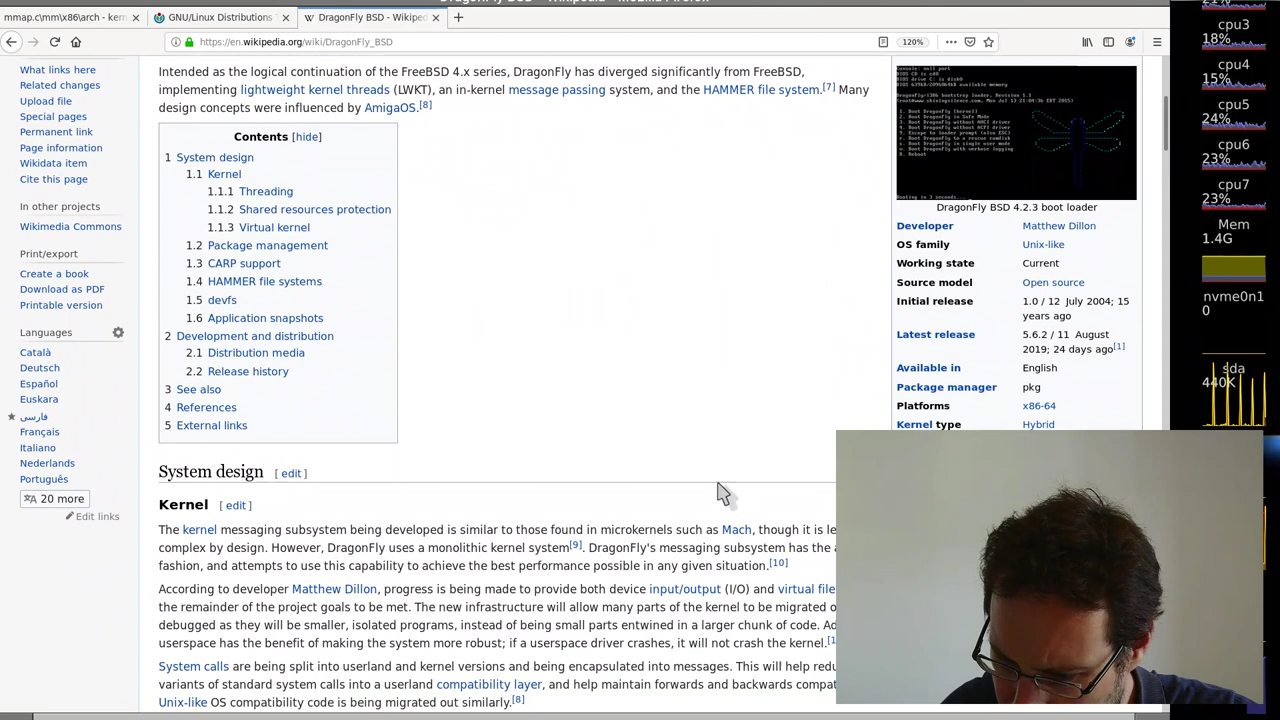 mmap.c\mm\x86\arch - kern
GNU/Linux Distributions
DragonFly BSD - Wikiped
https://en.wikipedia.org/wiki/DragonFly_BSD
120%
What links here
Related changes
Upload file
Special pages
Permanent link
Page information
Wikidata item
Cite this page
In other projects
Wikimedia Commons
Print/export
Create a book
Download as PDF
Printable version
Languages
Català
Deutsch
Español
Euskara
فارسی
Français
Italiano
Nederlands
Português
20 more
Edit links
Intended as the logical continuation of the FreeBSD 4.x series, DragonFly has diverged significantly from FreeBSD,
implementing lightweight kernel threads (LWKT), an in-kernel message passing system, and the HAMMER file system.[7] Many
design concepts were influenced by AmigaOS.[8]
Contents [hide]
1 System design
1.1 Kernel
1.1.1 Threading
1.1.2 Shared resources protection
1.1.3 Virtual kernel
1.2 Package management
1.3 CARP support
1.4 HAMMER file systems
1.5 devfs
1.6 Application snapshots
2 Development and distribution
2.1 Distribution media
2.2 Release history
3 See also
4 References
5 External links
System design [ edit ]
Kernel [ edit ]
The kernel messaging subsystem being developed is similar to those found in microkernels such as Mach, though it is le
complex by design. However, DragonFly uses a monolithic kernel system[9]. DragonFly's messaging subsystem has the a
fashion, and attempts to use this capability to achieve the best performance possible in any given situation.[10]
According to developer Matthew Dillon, progress is being made to provide both device input/output (I/O) and virtual file
the remainder of the project goals to be met. The new infrastructure will allow many parts of the kernel to be migrated o
debugged as they will be smaller, isolated programs, instead of being small parts entwined in a larger chunk of code. Ad
userspace has the benefit of making the system more robust; if a userspace driver crashes, it will not crash the kernel.[1
System calls are being split into userland and kernel versions and being encapsulated into messages. This will help redu
variants of standard system calls into a userland compatibility layer, and help maintain forwards and backwards compat
Unix-like OS compatibility code is being migrated out similarly.[8]
DragonFly BSD 4.2.3 boot loader
Developer Matthew Dillon
OS family Unix-like
Working state Current
Source model Open source
Initial release 1.0 / 12 July 2004; 15
years ago
Latest release 5.6.2 / 11 August
2019; 24 days ago[1]
Available in English
Package manager pkg
Platforms x86-64
Kernel type Hybrid
cpu3
18%
cpu4
15%
cpu5
24%
cpu6
23%
cpu7
23%
Mem
1.4G
nvme0n1
0
sda
440K